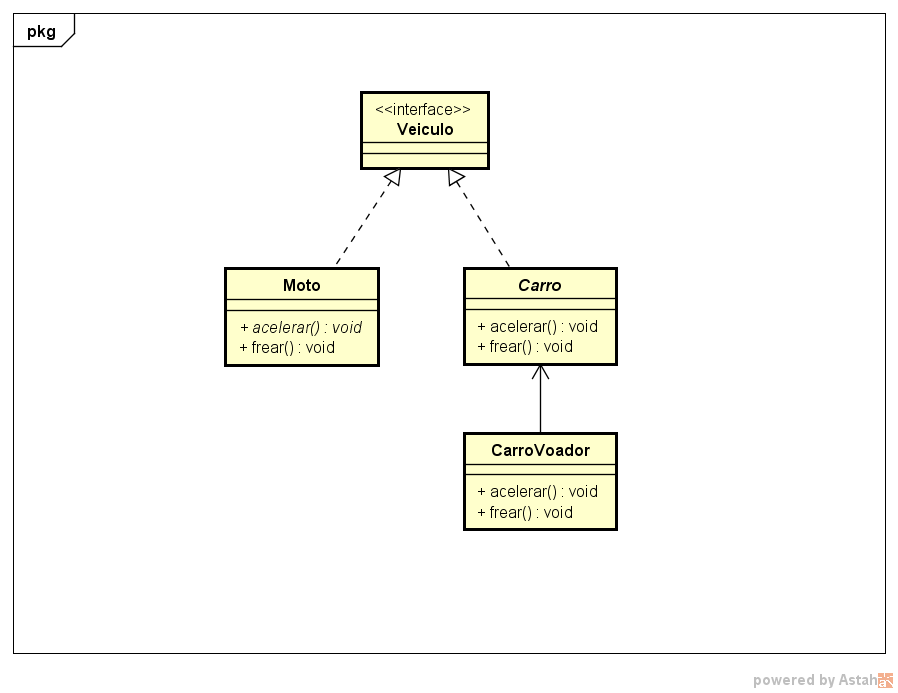 pkg
<<interface>>
Veiculo
Moto
+ acelerar() : void
+ frear() : void
Carro
+ acelerar() : void
+ frear() : void
CarroVoador
+ acelerar() : void
+ frear() : void
powered by Astah